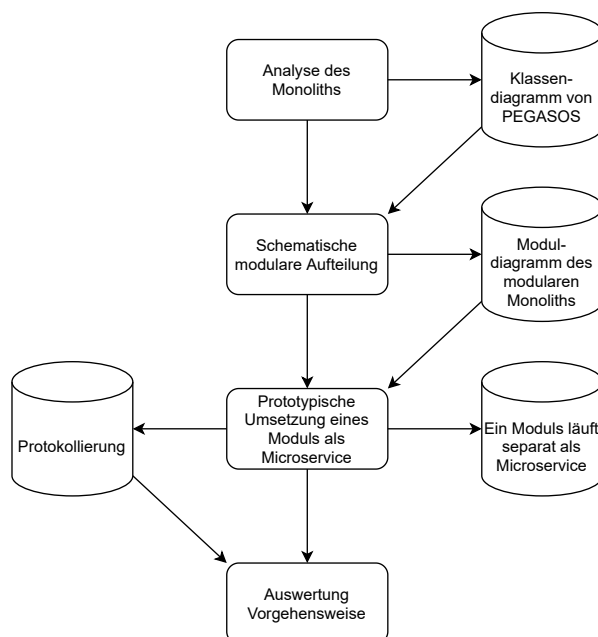 Analyse des
Monoliths
Klassen-
diagramm von
PEGASOS
Schematische
modulare Aufteilung
Modul-
diagramm des
modularen
Monoliths
Protokollierung
Prototypische
Umsetzung eines
Moduls als
Microservice
Ein Moduls läuft
separat als
Microservice
Auswertung
Vorgehensweise